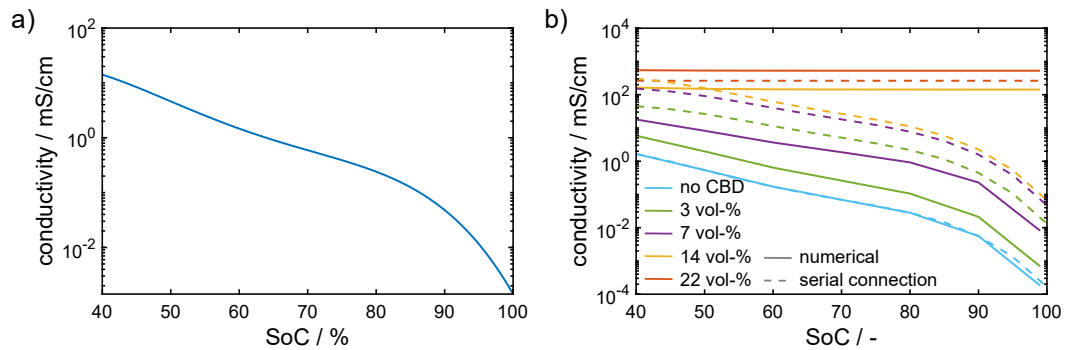 a)
conductivity / mS/cm
10^2
10^0
10^-2
40 50 60 70 80 90 100
SoC / %
b)
conductivity / mS/cm
10^4
10^2
10^0
10^-2
10^-4
no CBD
3 vol-%
7 vol-%
14 vol-% numerical
22 vol-% serial connection
40 50 60 70 80 90 100
SoC / -